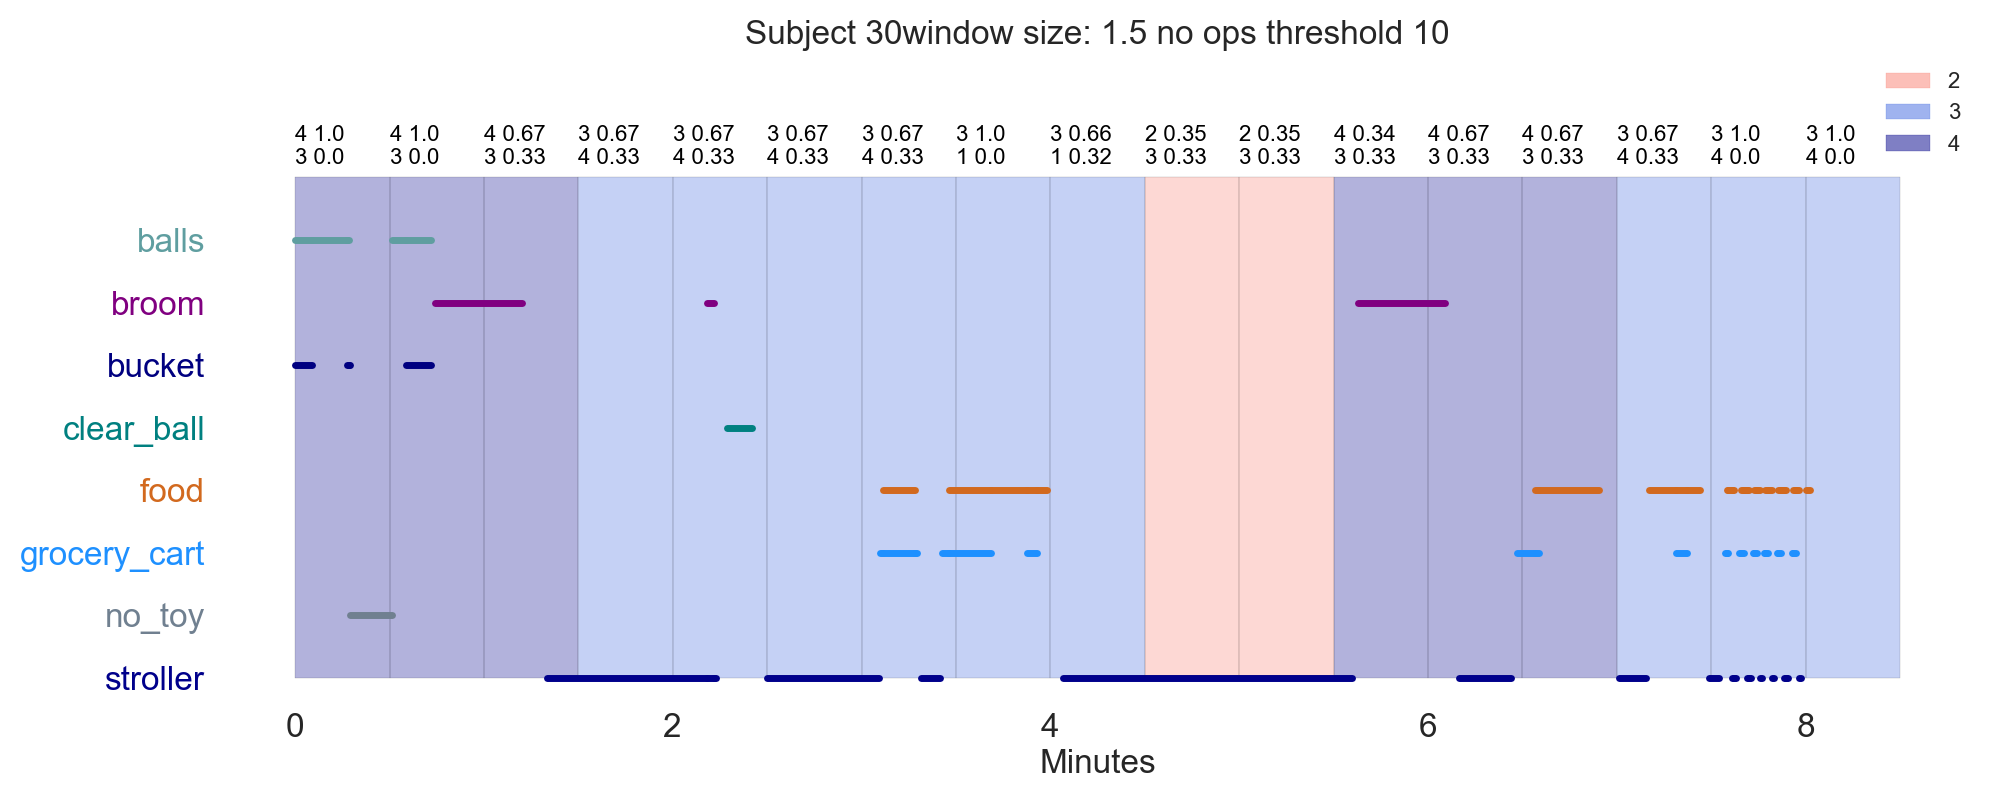 Subject 30window size: 1.5 no ops threshold 10
2
3
4
4 1.0 4 1.0 4 0.67 3 0.67 3 0.67 3 0.67 3 0.67 3 1.0 3 0.66 2 0.35 2 0.35 4 0.34 4 0.67 4 0.67 3 0.67 3 1.0 3 1.0
3 0.0 3 0.0 3 0.33 4 0.33 4 0.33 4 0.33 4 0.33 1 0.0 1 0.32 3 0.33 3 0.33 3 0.33 3 0.33 3 0.33 4 0.33 4 0.0 4 0.0
balls
broom
bucket
clear_ball
food
grocery_cart
no_toy
stroller
0 2 4 6 8
Minutes